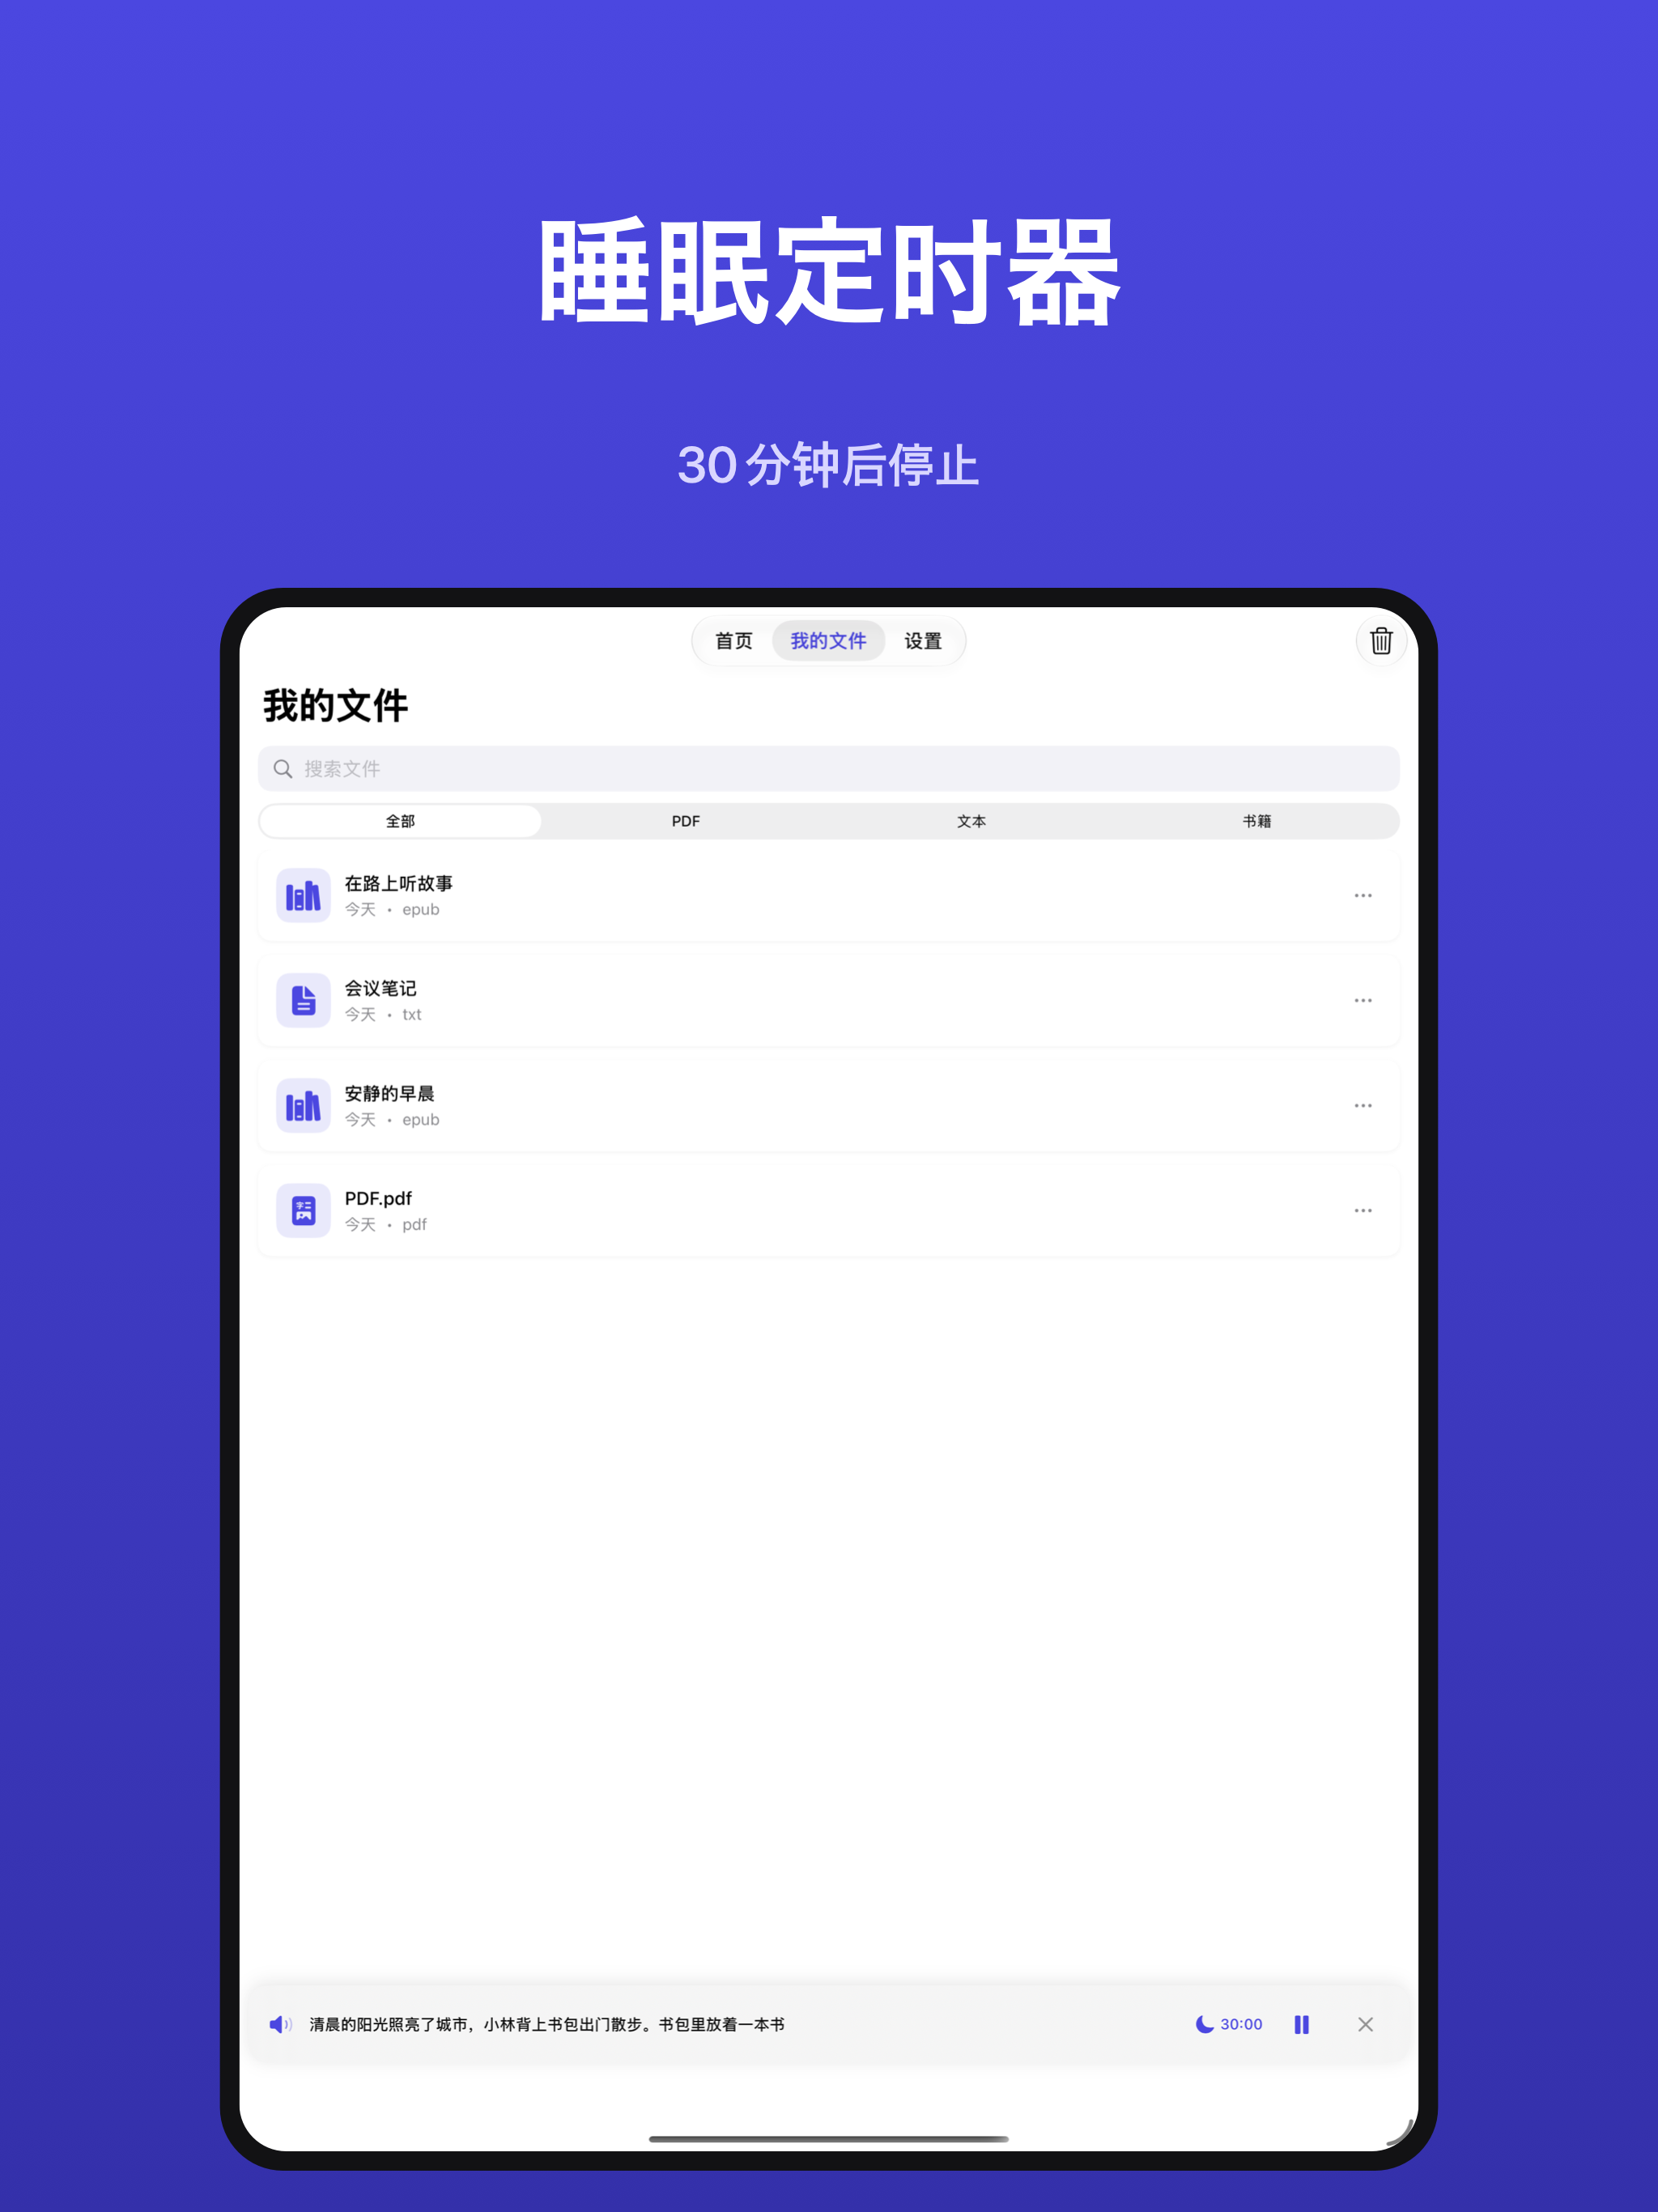 睡眠定时器
30 分钟后停止
首页 我的文件 设置
我的文件
搜索文件
全部 PDF 文本 书籍
在路上听故事
今天 • epub
会议笔记
今天 • txt
安静的早晨
今天 • epub
PDF.pdf
今天 • pdf
清晨的阳光照亮了城市，小林背上书包出门散步。书包里放着一本书 30:00